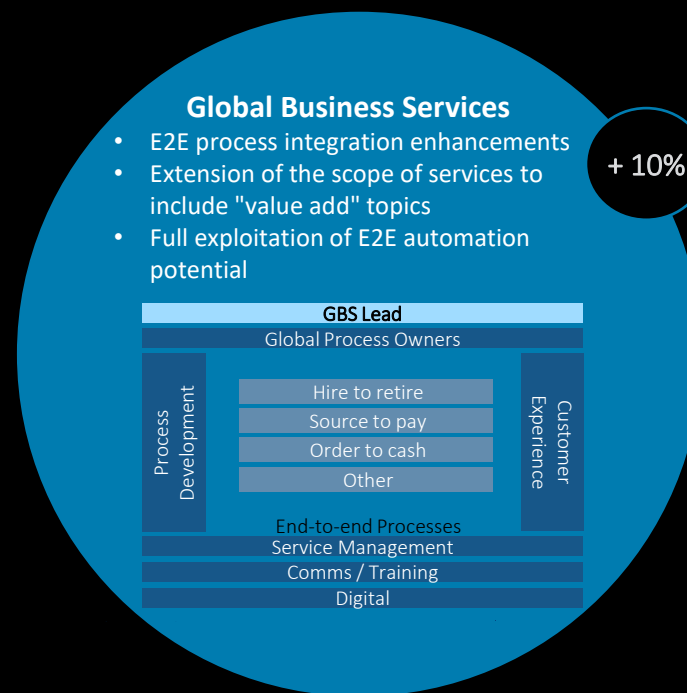 Global Business Services
• E2E process integration enhancements
• Extension of the scope of services to
include "value add" topics
• Full exploitation of E2E automation
potential
+ 10%
GBS Lead
Global Process Owners
Process
Development
Hire to retire
Source to pay
Order to cash
Other
Customer
Experience
End-to-end Processes
Service Management
Comms / Training
Digital